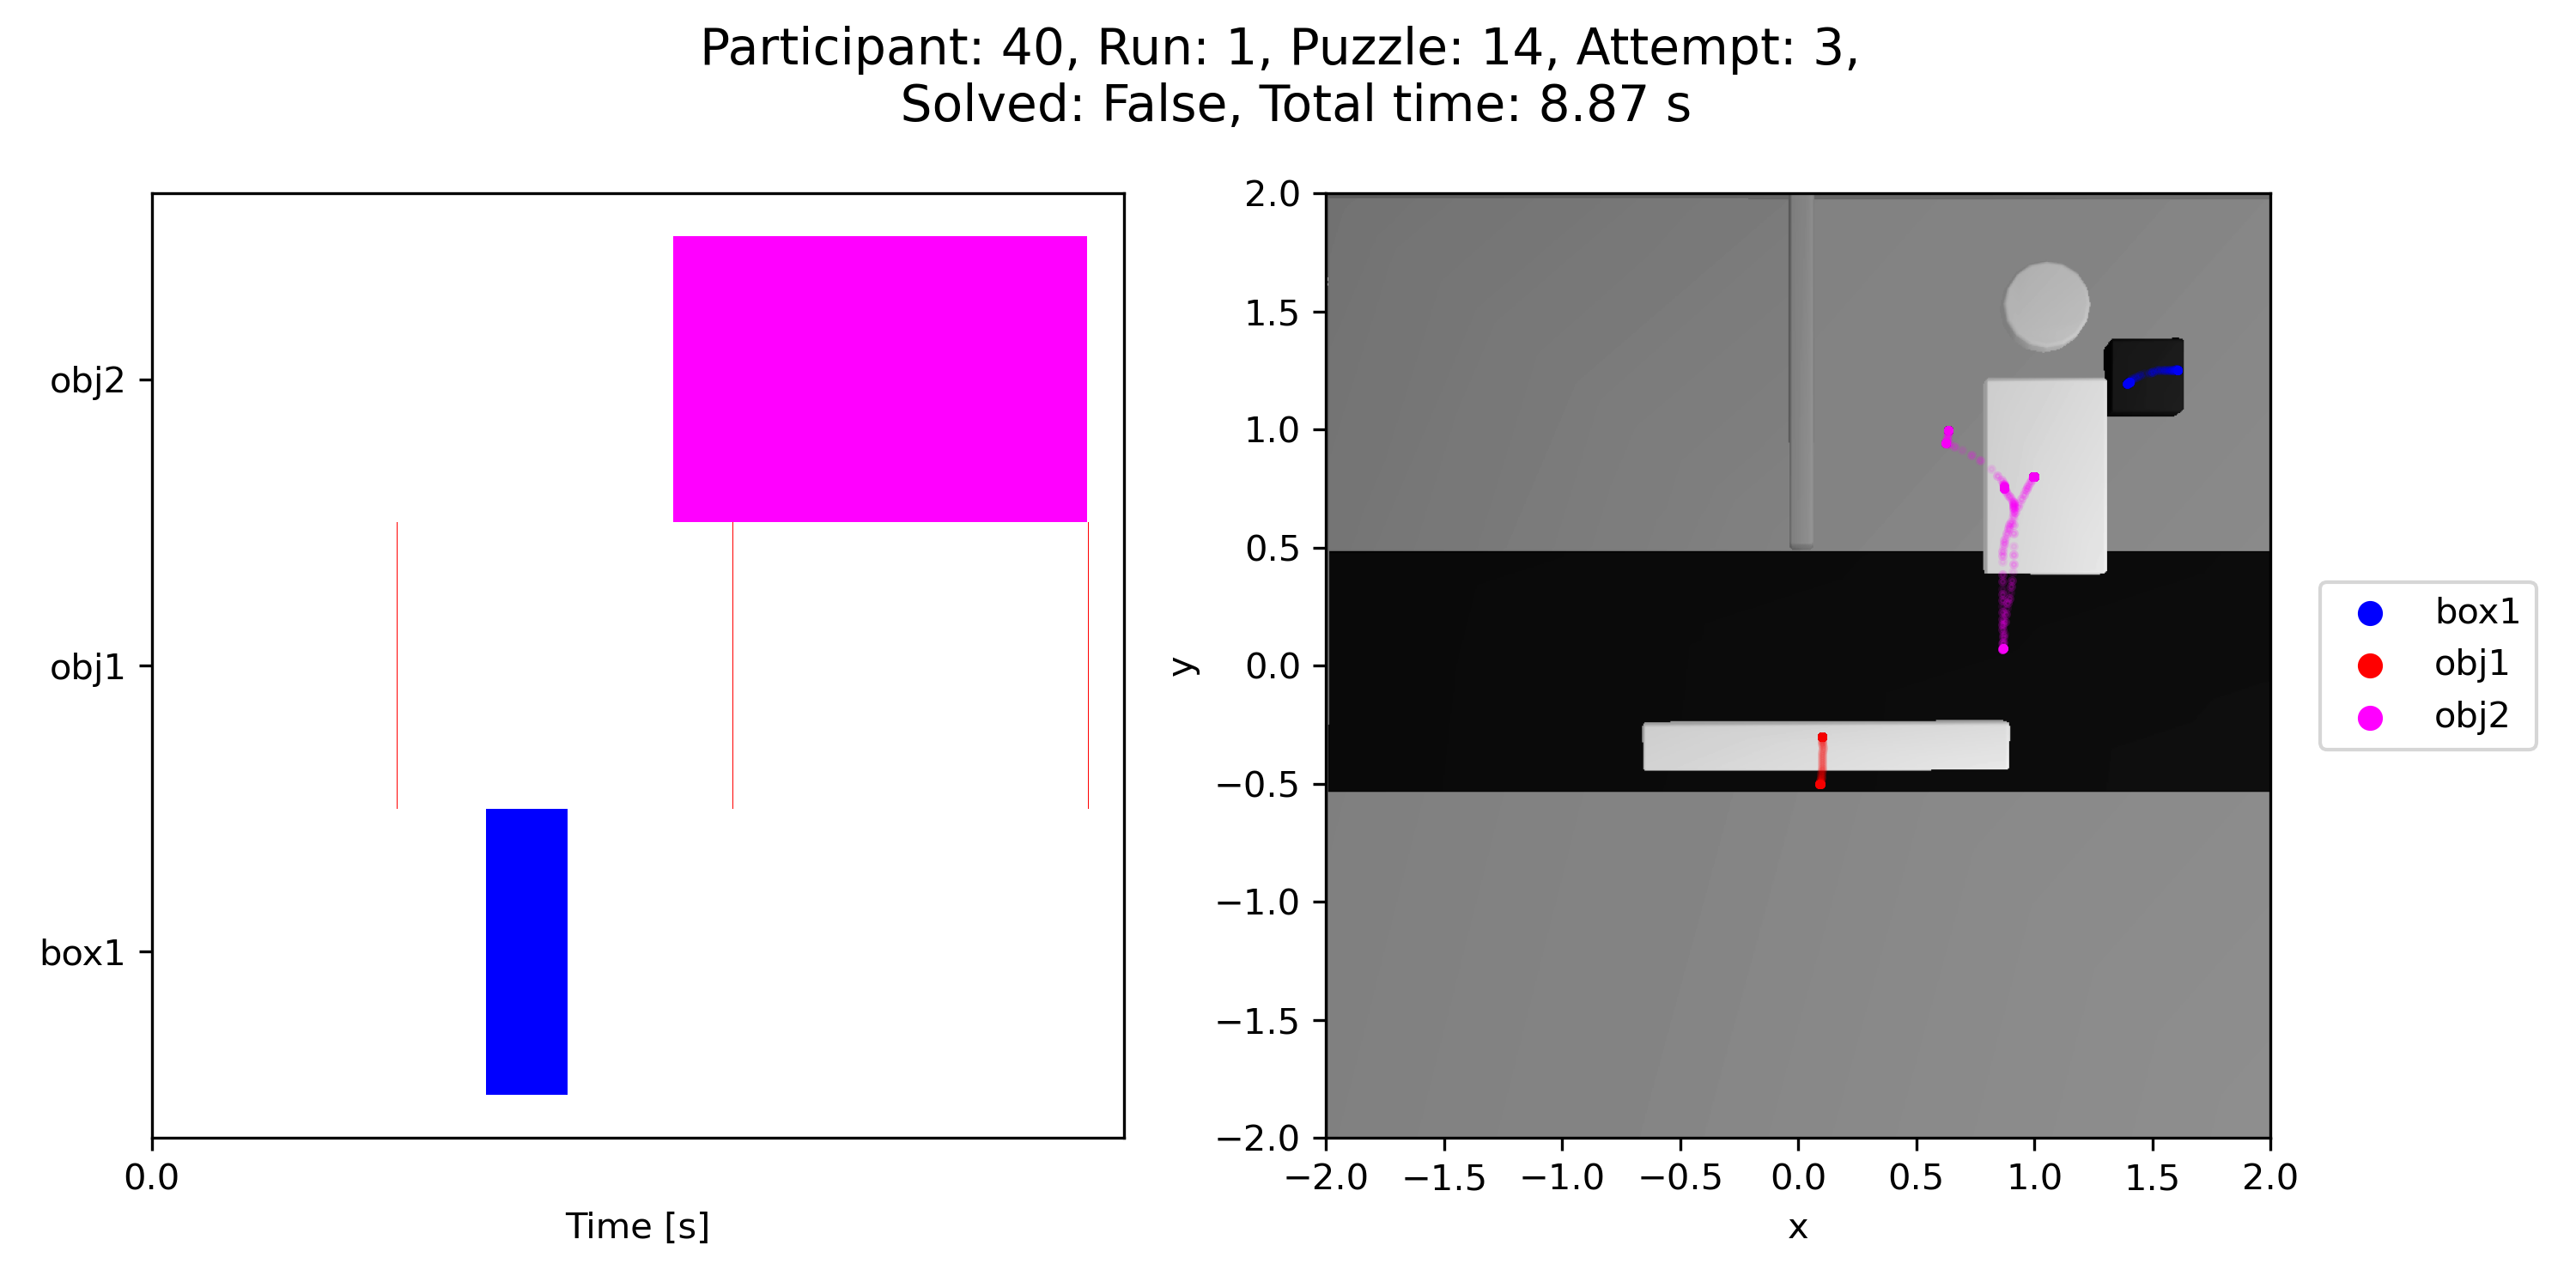 Participant: 40, Run: 1, Puzzle: 14, Attempt: 3,
Solved: False, Total time: 8.87 s
obj2
obj1
box1
0.0
Time [s]
2.0
1.5
1.0
0.5
0.0
−0.5
−1.0
−1.5
−2.0
y
−2.0 −1.5 −1.0 −0.5 0.0 0.5 1.0 1.5 2.0
x
box1
obj1
obj2